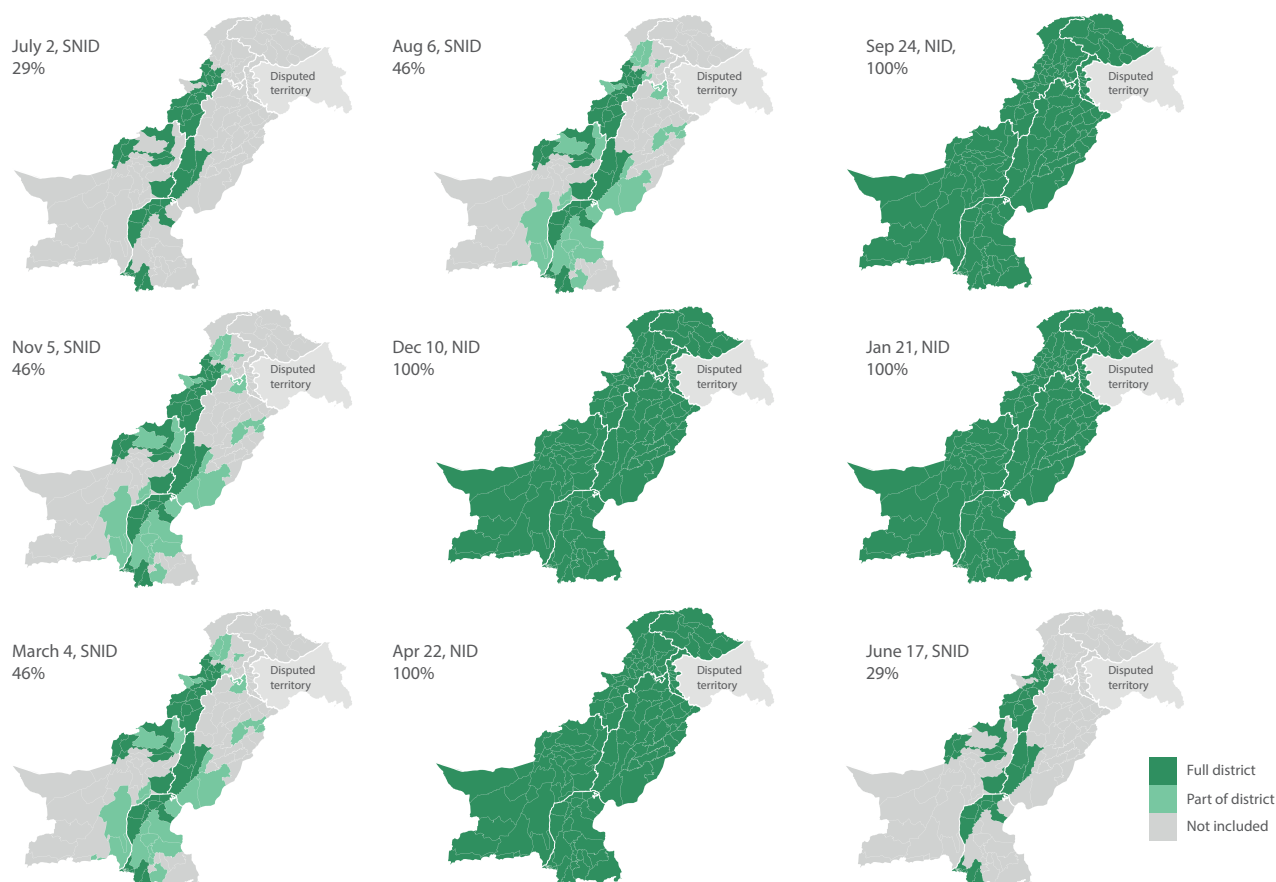 July 2, SNID
29%
Disputed
territory
Aug 6, SNID
46%
Disputed
territory
Sep 24, NID,
100%
Disputed
territory
Nov 5, SNID
46%
Disputed
territory
Dec 10, NID
100%
Disputed
territory
Jan 21, NID
100%
Disputed
territory
March 4, SNID
46%
Disputed
territory
Apr 22, NID
100%
Disputed
territory
June 17, SNID
29%
Disputed
territory
Full district
Part of district
Not included